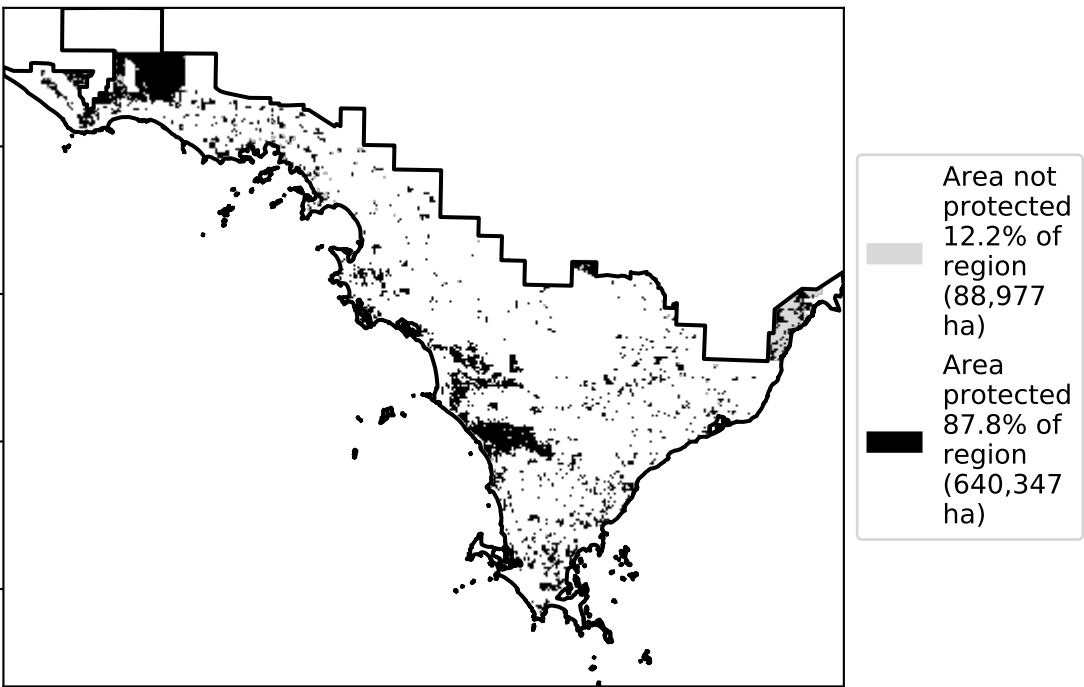 Area not
protected
12.2% of
region
(88,977
ha)
Area
protected
87.8% of
region
(640,347
ha)